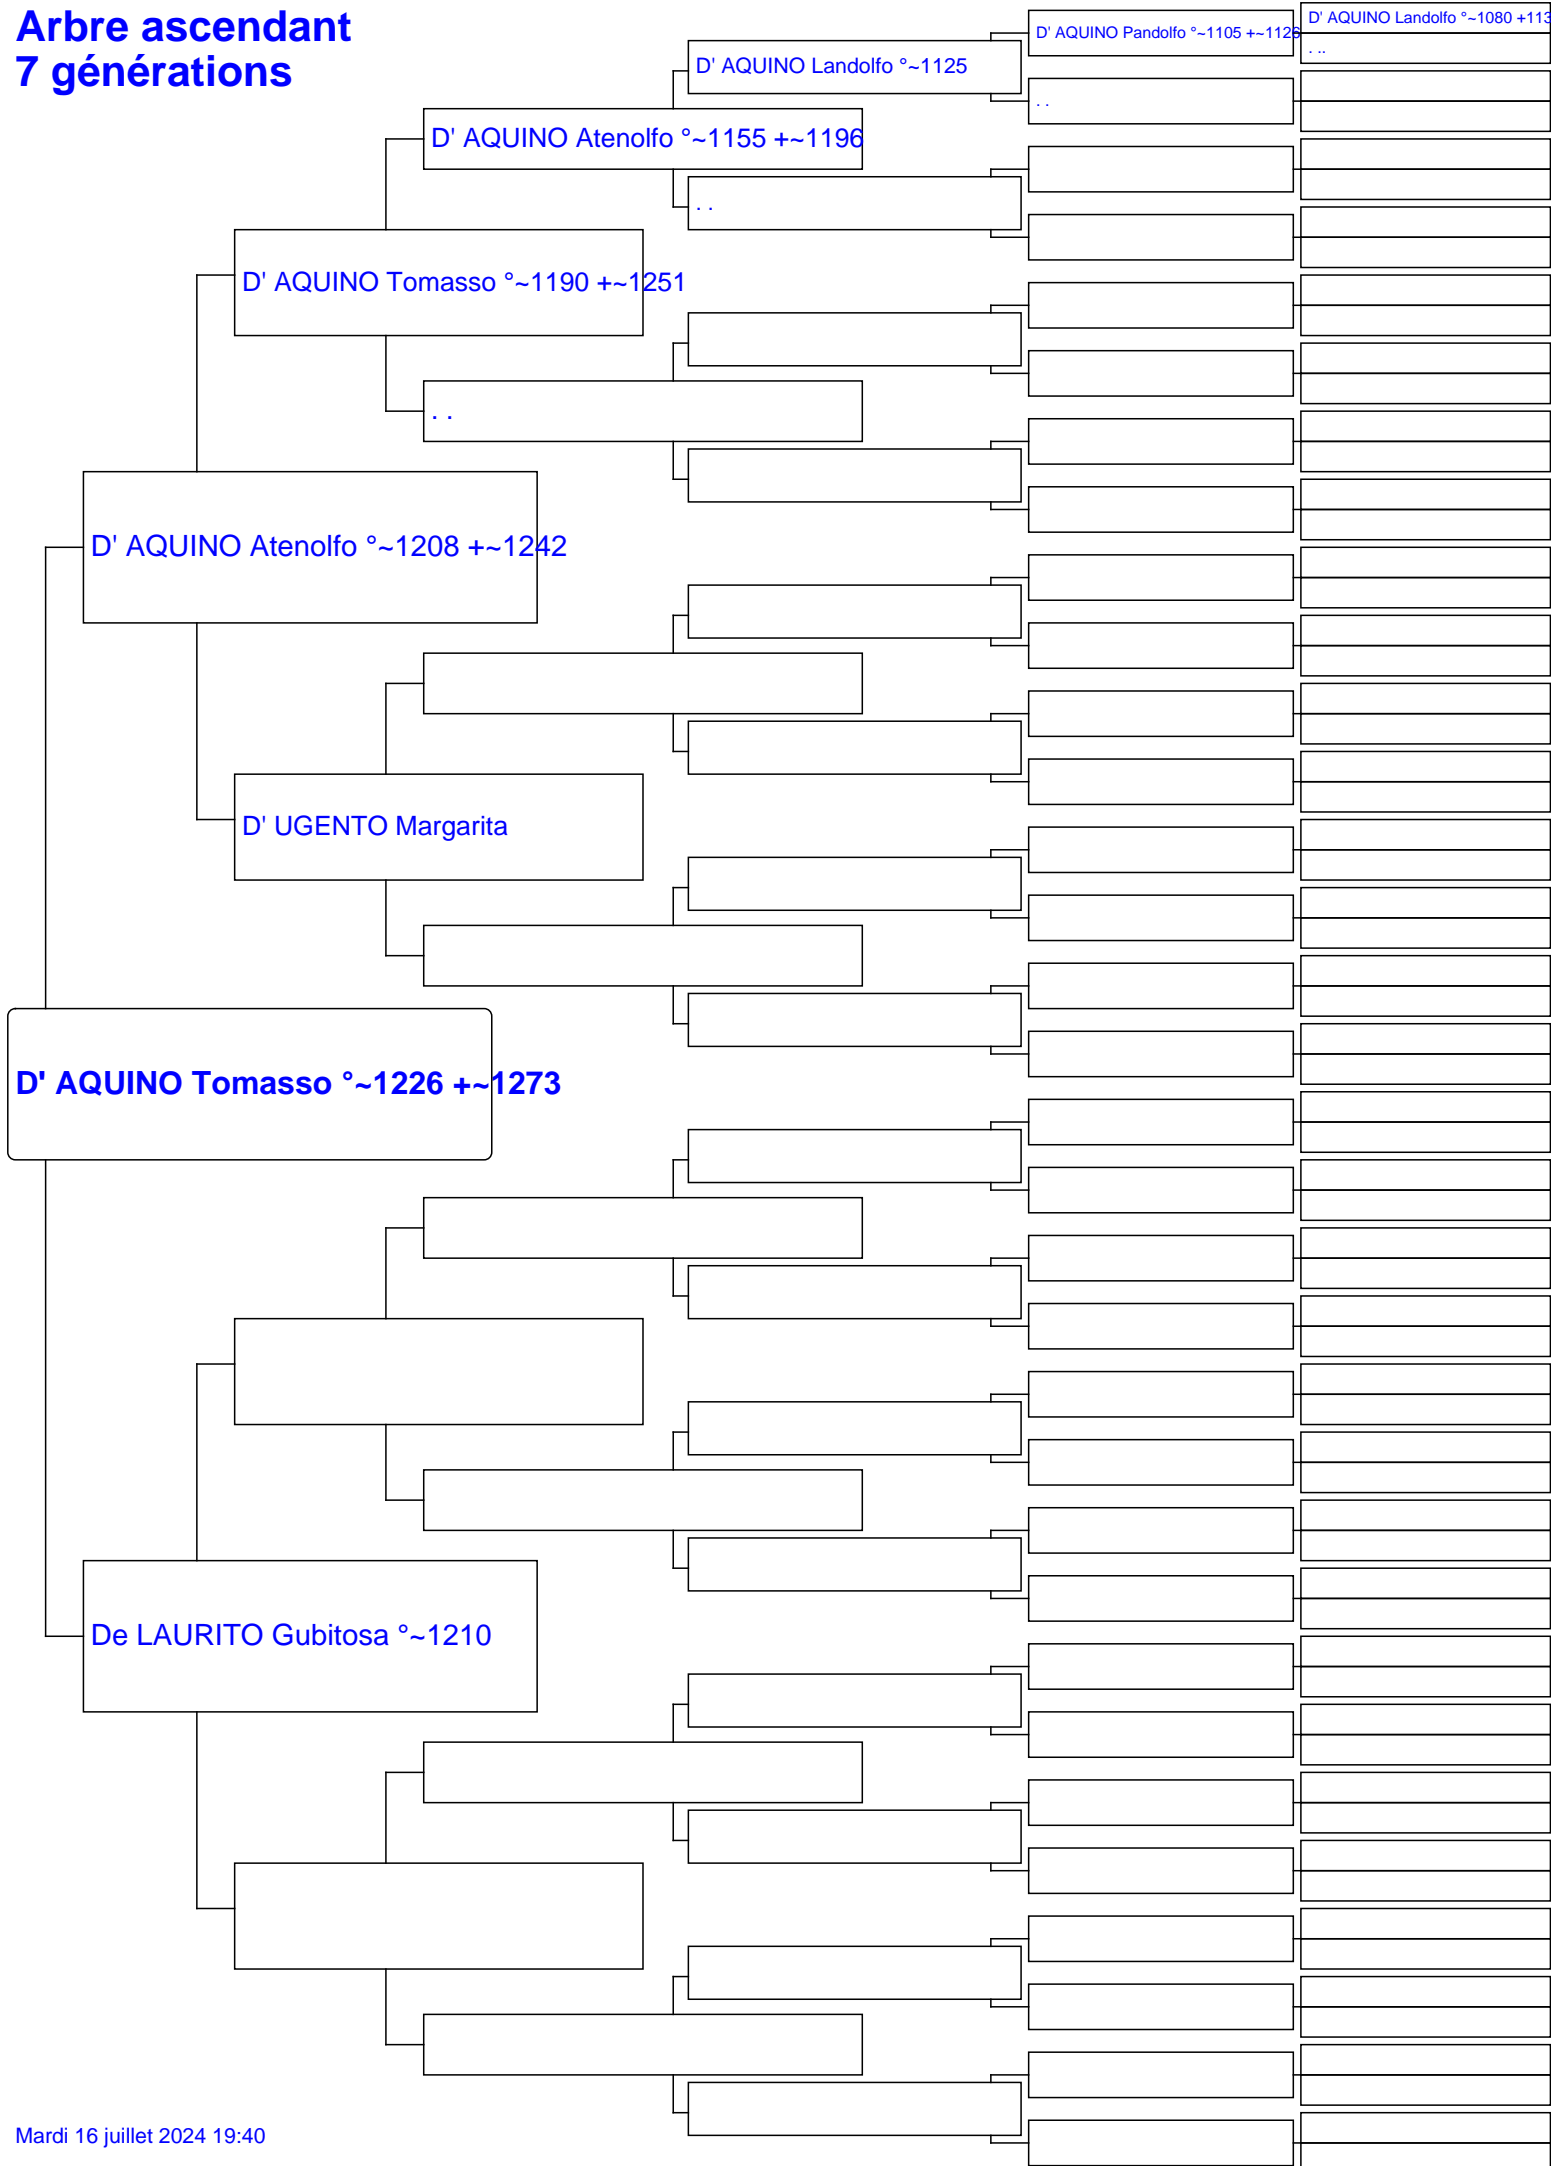 Arbre ascendant
7 générations
D' AQUINO Landolfo °~1080 +113
. ..
D' AQUINO Pandolfo °~1105 +~1126
. .
D' AQUINO Landolfo °~1125
D' AQUINO Atenolfo °~1155 +~1196
. .
D' AQUINO Tomasso °~1190 +~1251
. .
D' AQUINO Atenolfo °~1208 +~1242
D' UGENTO Margarita
D' AQUINO Tomasso °~1226 +~1273
De LAURITO Gubitosa °~1210
Mardi 16 juillet 2024 19:40